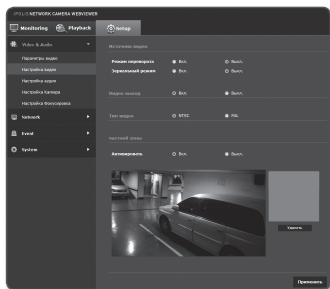 iPOLiS NETWORK CAMERA WEBVIEWER
Monitoring Playback Setup
Video & Audio
Параметры видео
Настройка видео
Настройка аудио
Настройка Камера
Настройка Фокусировка
Network
Event
System
Источник видео
Режим переворота Вкл. Выкл.
Зеркальный режим Вкл. Выкл.
Видео выход Вкл. Выкл.
Тип видео NTSC PAL
частной зоны
Активировать Вкл. Выкл.
Удалить
Применить